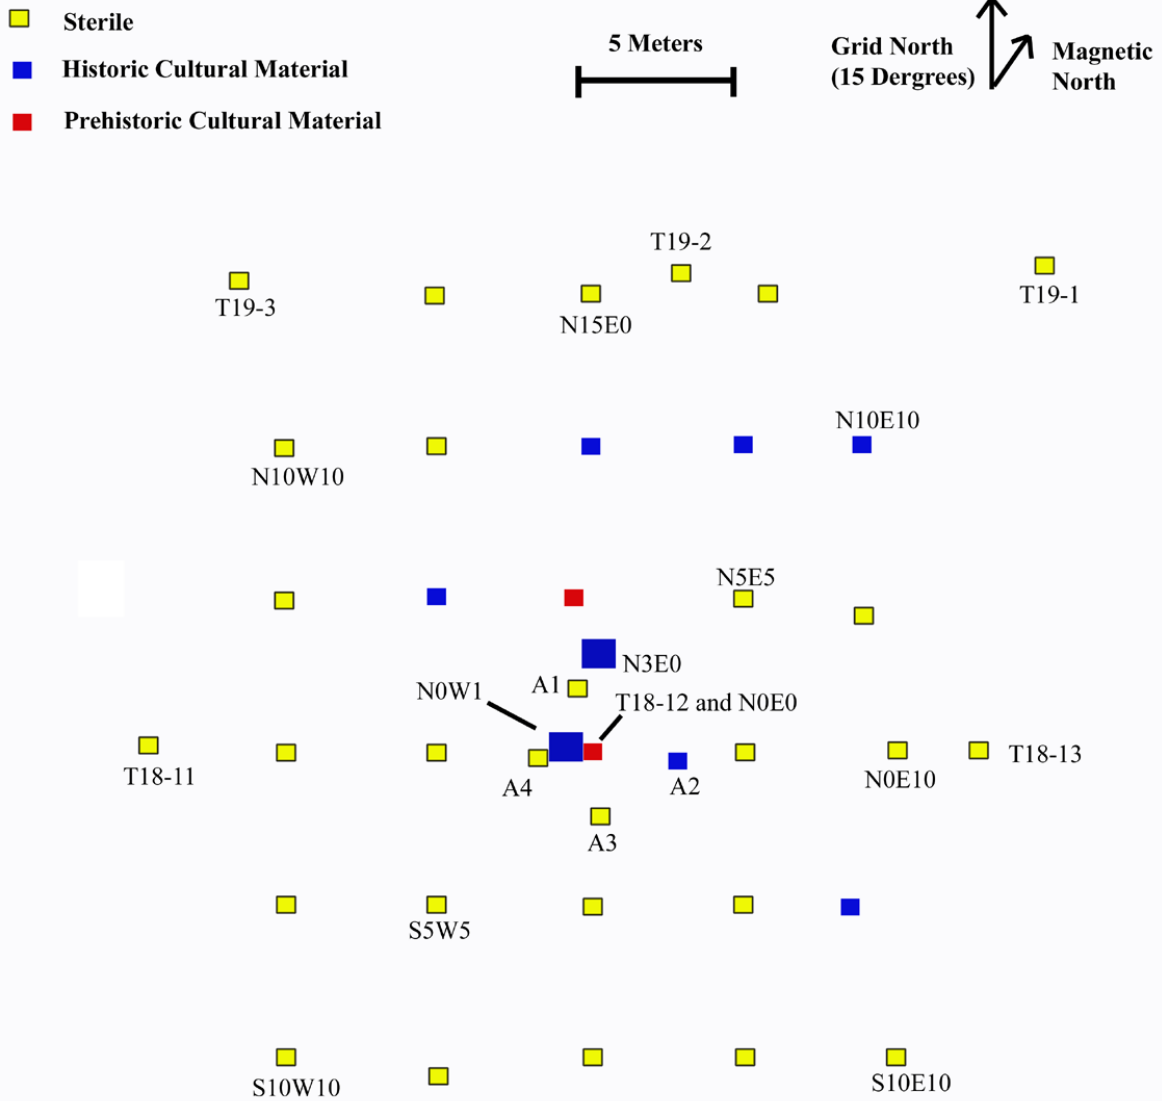 Sterile
Historic Cultural Material
Prehistoric Cultural Material
5 Meters
Grid North
(15 Dergrees)
Magnetic
North
T19-2
T19-3
N15E0
T19-1
N10E10
N10W10
N5E5
N3E0
A1
N0W1
T18-12 and N0E0
T18-11
A4
A2
N0E10
T18-13
A3
S5W5
S10W10
S10E10